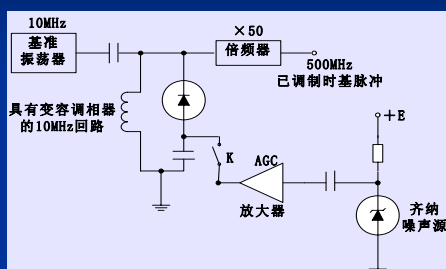 10MHz
基准
振荡器
×50
倍频器
500MHz
已调制时基脉冲
具有变容调相器
的10MHz回路
K
AGC
放大器
＋E
齐纳
噪声源